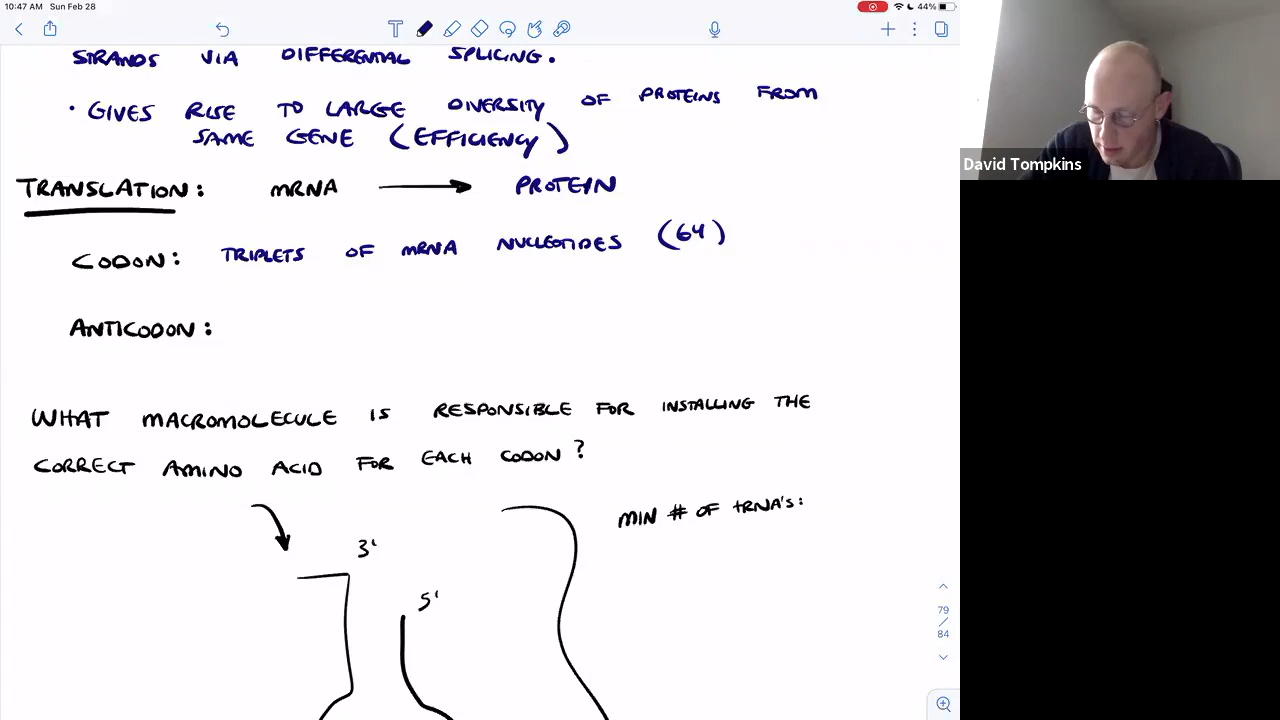 10:47 AM Sun Feb 28
44%
STRANDS VIA DIFFERENTIAL SPLICING.
• GIVES RISE TO LARGE DIVERSITY OF PROTEINS FROM
SAME GENE (EFFICIENCY)
TRANSLATION: mRNA → PROTEIN
CODON: TRIPLETS OF mRNA NUCLEOTIDES (64)
ANTICODON:
WHAT MACROMOLECULE IS RESPONSIBLE FOR INSTALLING THE
CORRECT AMINO ACID FOR EACH CODON?
MIN # OF tRNA'S:
3'
5'
79
/
84
David Tompkins